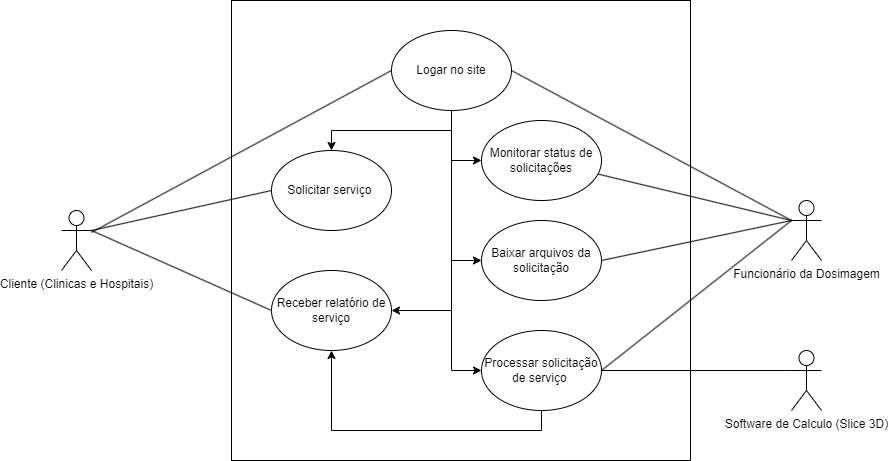 Logar no site
Monitorar status de
solicitações
Solicitar serviço
Baixar arquivos da
solicitação
Cliente (Clinicas e Hospitais)
Funcionário da Dosimagem
Receber relatório de
serviço
Processar solicitação
de serviço
Software de Calculo (Slice 3D)